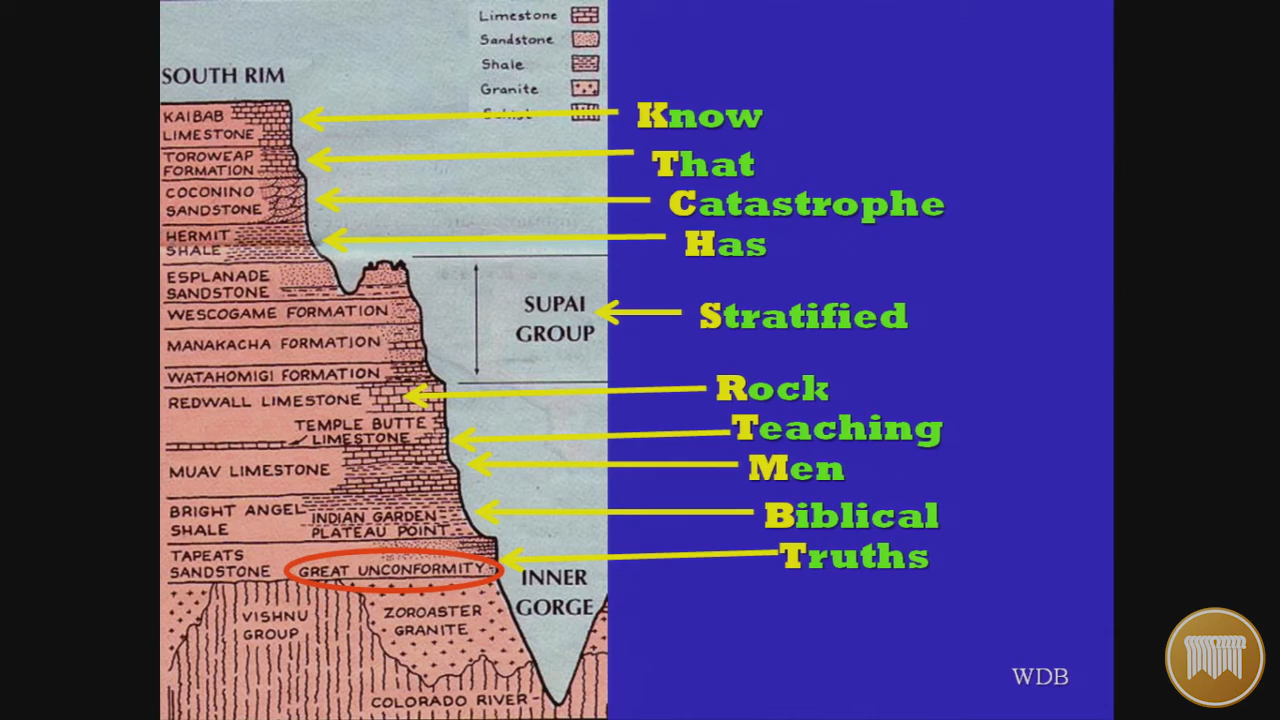 Limestone
Sandstone
Shale
Granite
SOUTH RIM
KAIBAB
LIMESTONE
TOROWEAP
FORMATION
COCONINO
SANDSTONE
HERMIT
SHALE
ESPLANADE
SANDSTONE
WESCOGAME FORMATION
MANAKACHA FORMATION
WATAHOMIGI FORMATION
REDWALL LIMESTONE
TEMPLE BUTTE
LIMESTONE
MUAV LIMESTONE
BRIGHT ANGEL
SHALE
INDIAN GARDEN-
PLATEAU POINT
TAPEATS
SANDSTONE
GREAT UNCONFORMITY
VISHNU
GROUP
ZOROASTER
GRANITE
COLORADO RIVER
SUPAI
GROUP
INNER
GORGE
Know
That
Catastrophe
Has
Stratified
Rock
Teaching
Men
Biblical
Truths
WDB